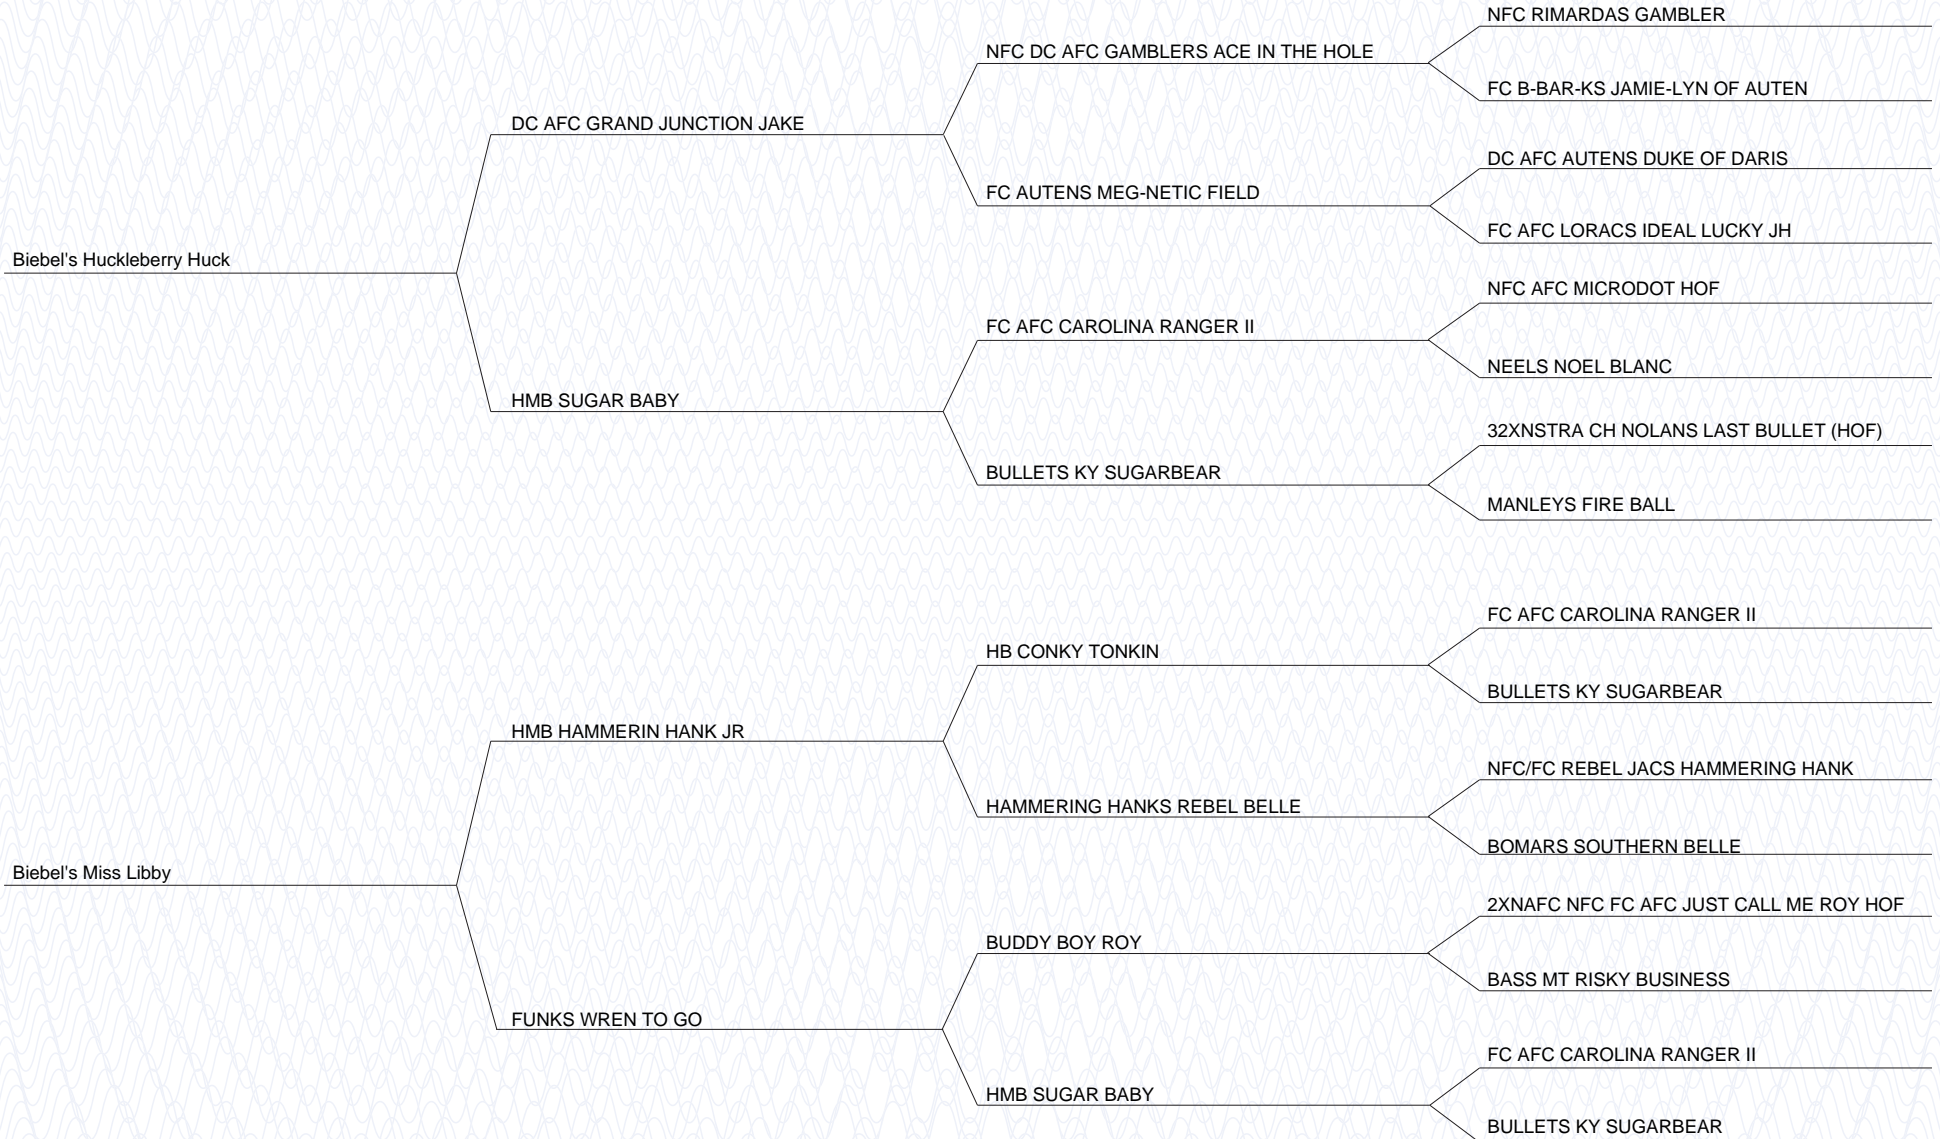 NFC RIMARDAS GAMBLER
NFC DC AFC GAMBLERS ACE IN THE HOLE
FC B-BAR-KS JAMIE-LYN OF AUTEN
DC AFC GRAND JUNCTION JAKE
DC AFC AUTENS DUKE OF DARIS
FC AUTENS MEG-NETIC FIELD
FC AFC LORACS IDEAL LUCKY JH
Biebel's Huckleberry Huck
NFC AFC MICRODOT HOF
FC AFC CAROLINA RANGER II
NEELS NOEL BLANC
HMB SUGAR BABY
32XNSTRA CH NOLANS LAST BULLET (HOF)
BULLETS KY SUGARBEAR
MANLEYS FIRE BALL
FC AFC CAROLINA RANGER II
HB CONKY TONKIN
BULLETS KY SUGARBEAR
HMB HAMMERIN HANK JR
NFC/FC REBEL JACS HAMMERING HANK
HAMMERING HANKS REBEL BELLE
BOMARS SOUTHERN BELLE
Biebel's Miss Libby
2XNAFC NFC FC AFC JUST CALL ME ROY HOF
BUDDY BOY ROY
BASS MT RISKY BUSINESS
FUNKS WREN TO GO
FC AFC CAROLINA RANGER II
HMB SUGAR BABY
BULLETS KY SUGARBEAR